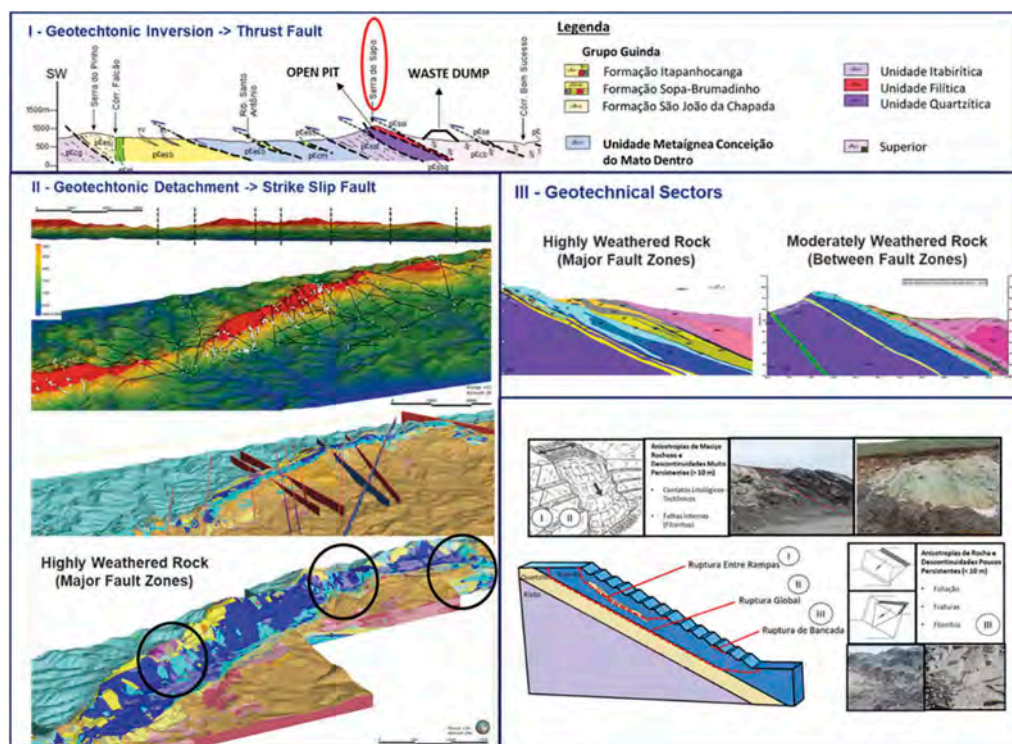 I - Geotechtonic Inversion -> Thrust Fault
SW
Serra do Pinho
Córr. Falcão
Rib. Santo
Antônio
OPEN PIT
Serra do Sapo
WASTE DUMP
Córr. Bom Sucesso
1500m
1000
500
0
Legenda
Grupo Guinda
Formação Itapanhocanga
Formação Sopa-Brumadinho
Formação São João da Chapada
Unidade Metaígnea Conceição
do Mato Dentro
Unidade Itabirítica
Unidade Filítica
Unidade Quartzítica
Superior
II - Geotechtonic Detachment -> Strike Slip Fault
Highly Weathered Rock
(Major Fault Zones)
III - Geotechnical Sectors
Highly Weathered Rock
(Major Fault Zones)
Moderately Weathered Rock
(Between Fault Zones)
I
II
Anisotropias de Maciço
Rochoso e
Descontinuidades Muito
Persistentes (> 10 m)
• Contatos Litológicos-
Tectônicos
• Falhas Internas
(Filonitos)
Ruptura Entre Rampas
I
II
Ruptura Global
III
Ruptura de Bancada
Quartzito
Xisto
Anisotropias de Rocha e
Descontinuidades Poucos
Persistentes (< 10 m)
• Foliação
• Fraturas
• Filonitos
III